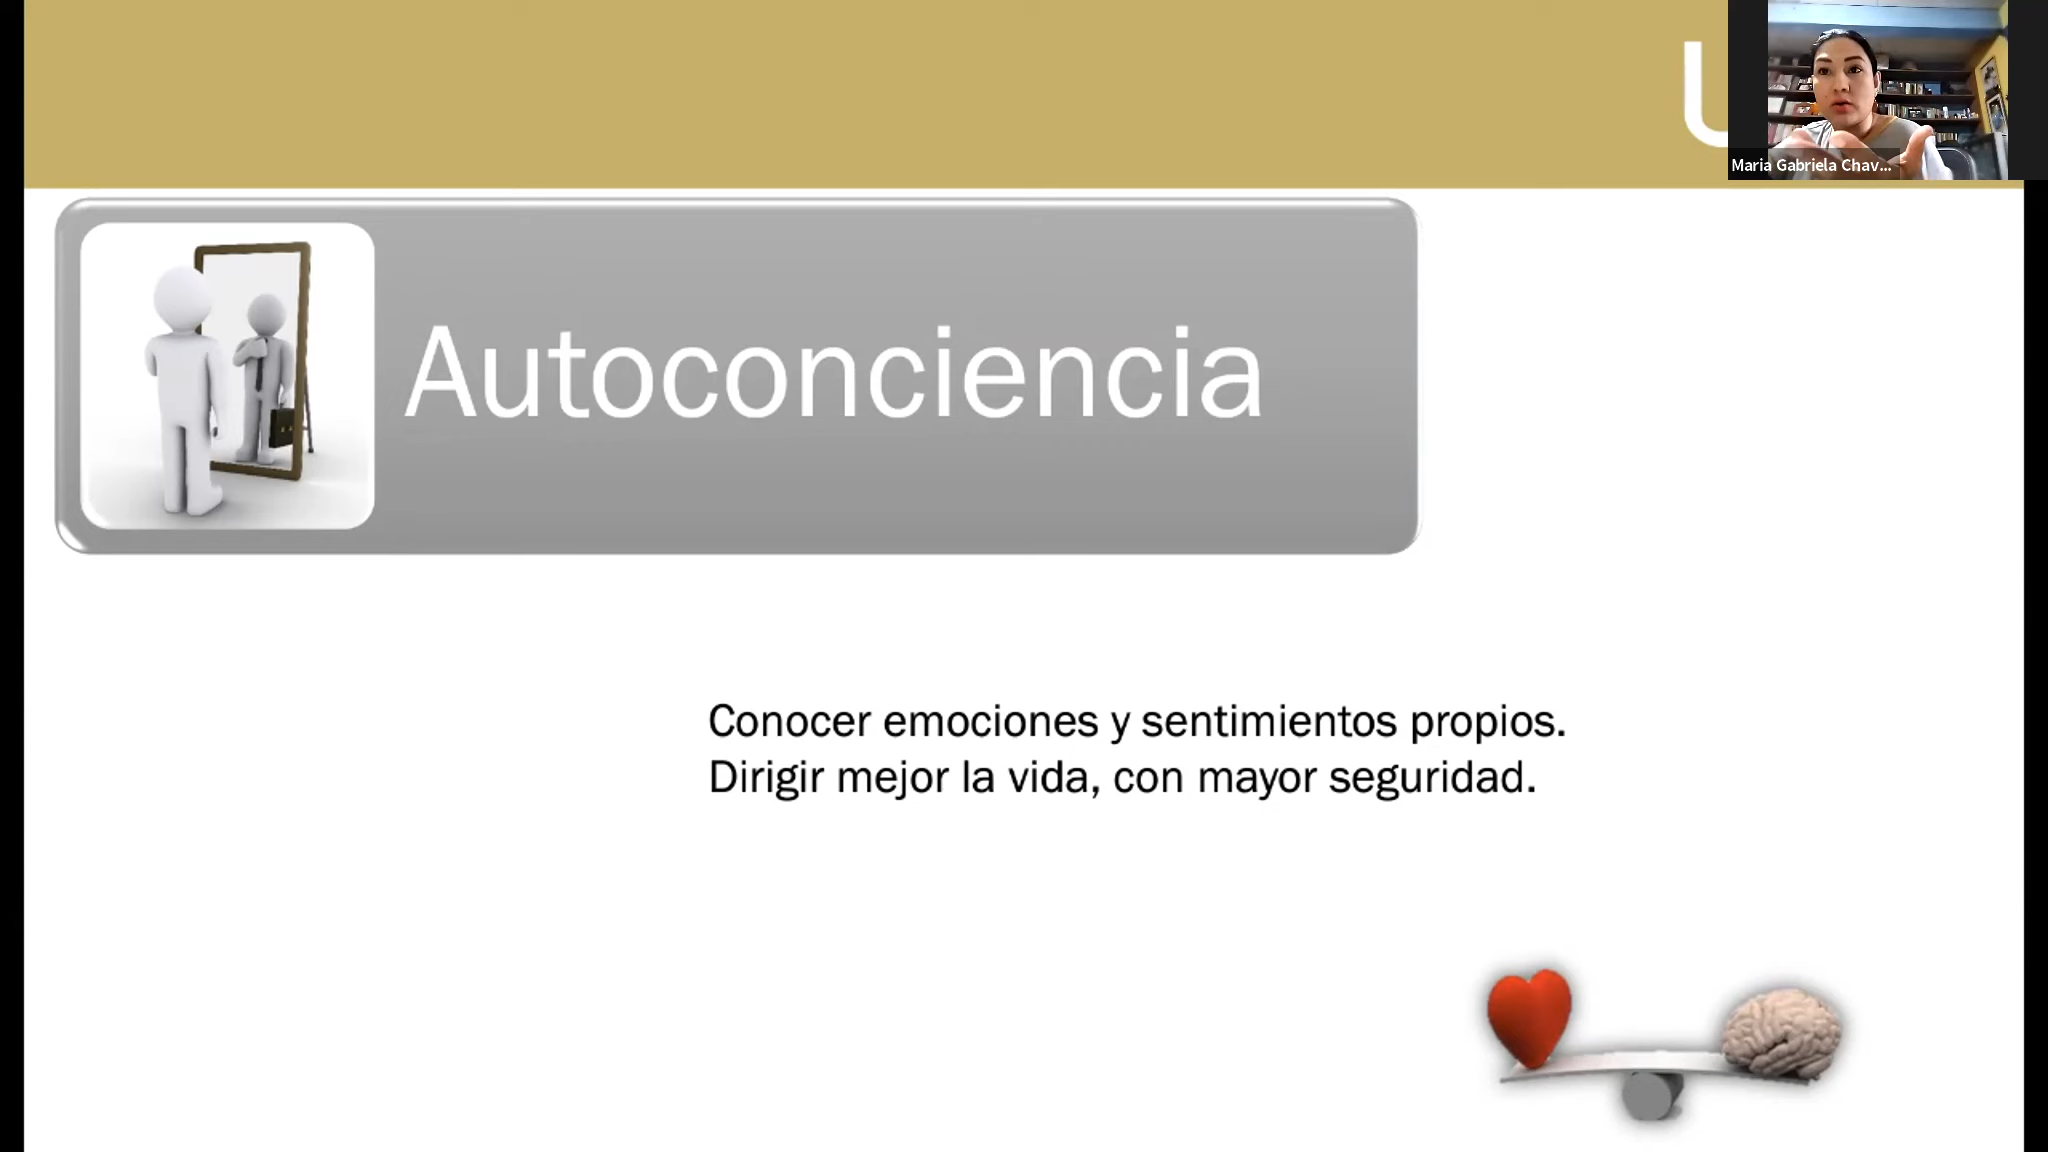 Maria Gabriela Chav...
Autoconciencia
Conocer emociones y sentimientos propios.
Dirigir mejor la vida, con mayor seguridad.